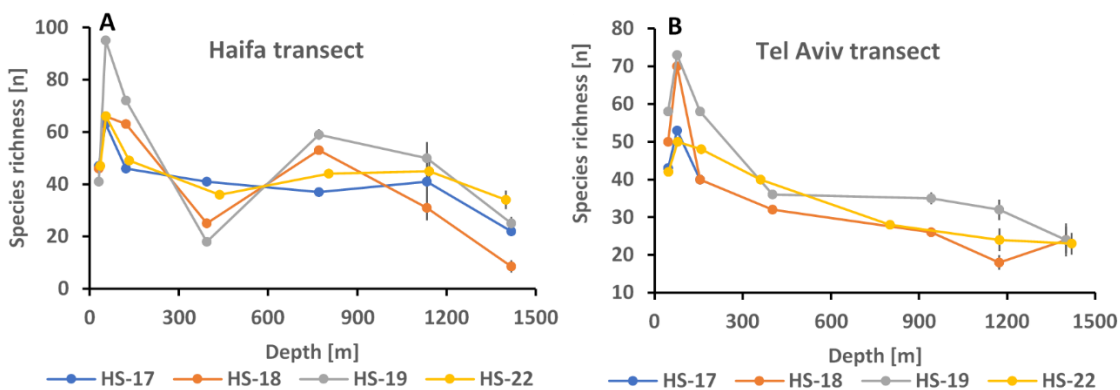 A
Haifa transect
Species richness [n]
100
80
60
40
20
0
0 300 600 900 1200 1500
Depth [m]
HS-17 HS-18 HS-19 HS-22
B
Tel Aviv transect
Species richness [n]
80
70
60
50
40
30
20
10
0 300 600 900 1200 1500
Depth [m]
HS-17 HS-18 HS-19 HS-22